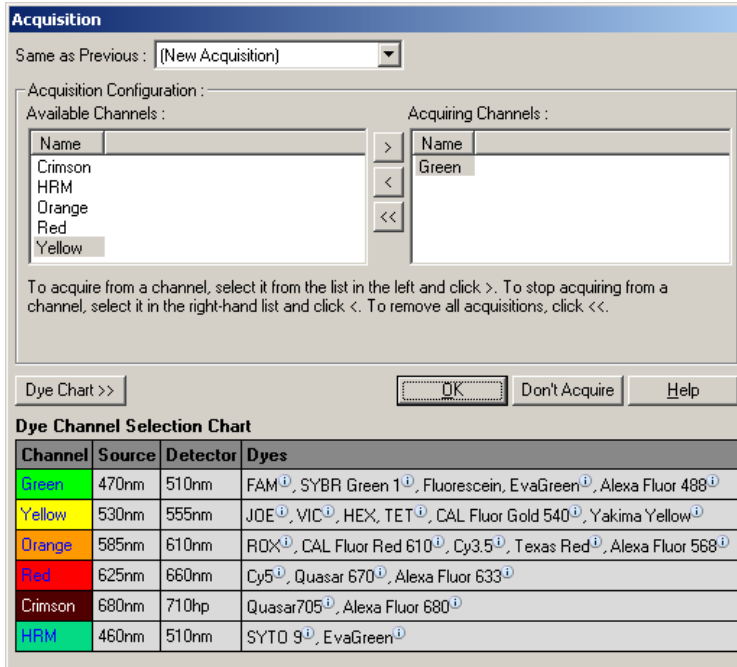 Acquisition
Same as Previous : (New Acquisition)
Acquisition Configuration :
Available Channels :
Acquiring Channels :
Name
Crimson
HRM
Orange
Red
Yellow
>
<
<<
Name
Green
To acquire from a channel, select it from the list in the left and click >. To stop acquiring from a
channel, select it in the right-hand list and click <. To remove all acquisitions, click <<.
Dye Chart >>
OK
Don't Acquire
Help
Dye Channel Selection Chart
Channel Source Detector Dyes
Green 470nm 510nm FAM, SYBR Green 1, Fluorescein, EvaGreen, Alexa Fluor 488
Yellow 530nm 555nm JOE, VIC, HEX, TET, CAL Fluor Gold 540, Yakima Yellow
Orange 585nm 610nm ROX, CAL Fluor Red 610, Cy3.5, Texas Red, Alexa Fluor 568
Red 625nm 660nm Cy5, Quasar 670, Alexa Fluor 633
Crimson 680nm 710hp Quasar705, Alexa Fluor 680
HRM 460nm 510nm SYTO 9, EvaGreen